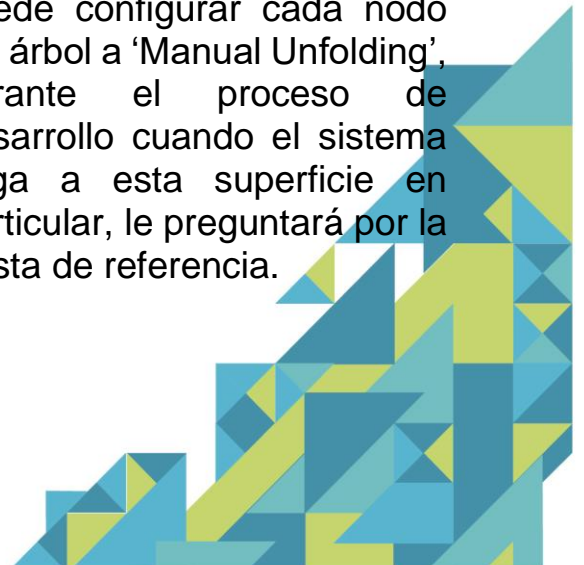 ede configurar cada nodo
árbol a ‘Manual Unfolding’,
rante el proceso de
sarrollo cuando el sistema
ga a esta superficie en
rticular, le preguntará por la
sta de referencia.